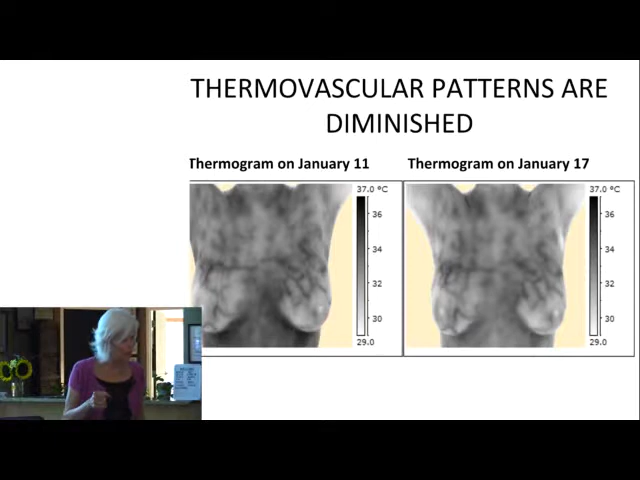 THERMOVASCULAR PATTERNS ARE
DIMINISHED
Thermogram on January 11
Thermogram on January 17
37.0 °C
36
34
32
30
29.0
37.0 °C
36
34
32
30
29.0